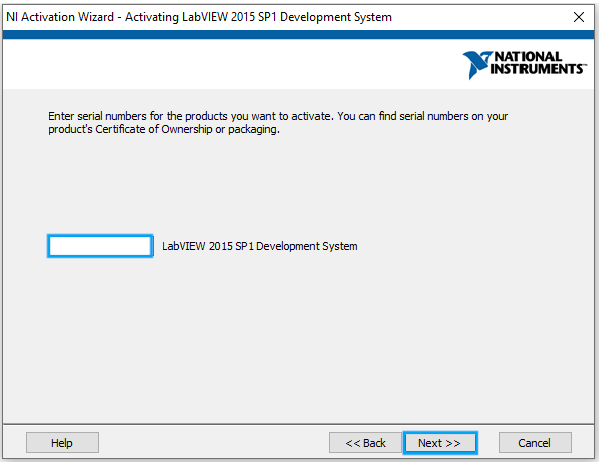 NI Activation Wizard - Activating LabVIEW 2015 SP1 Development System
NATIONAL
INSTRUMENTS™
Enter serial numbers for the products you want to activate. You can find serial numbers on your
product's Certificate of Ownership or packaging.
LabVIEW 2015 SP1 Development System
Help
<< Back
Next >>
Cancel